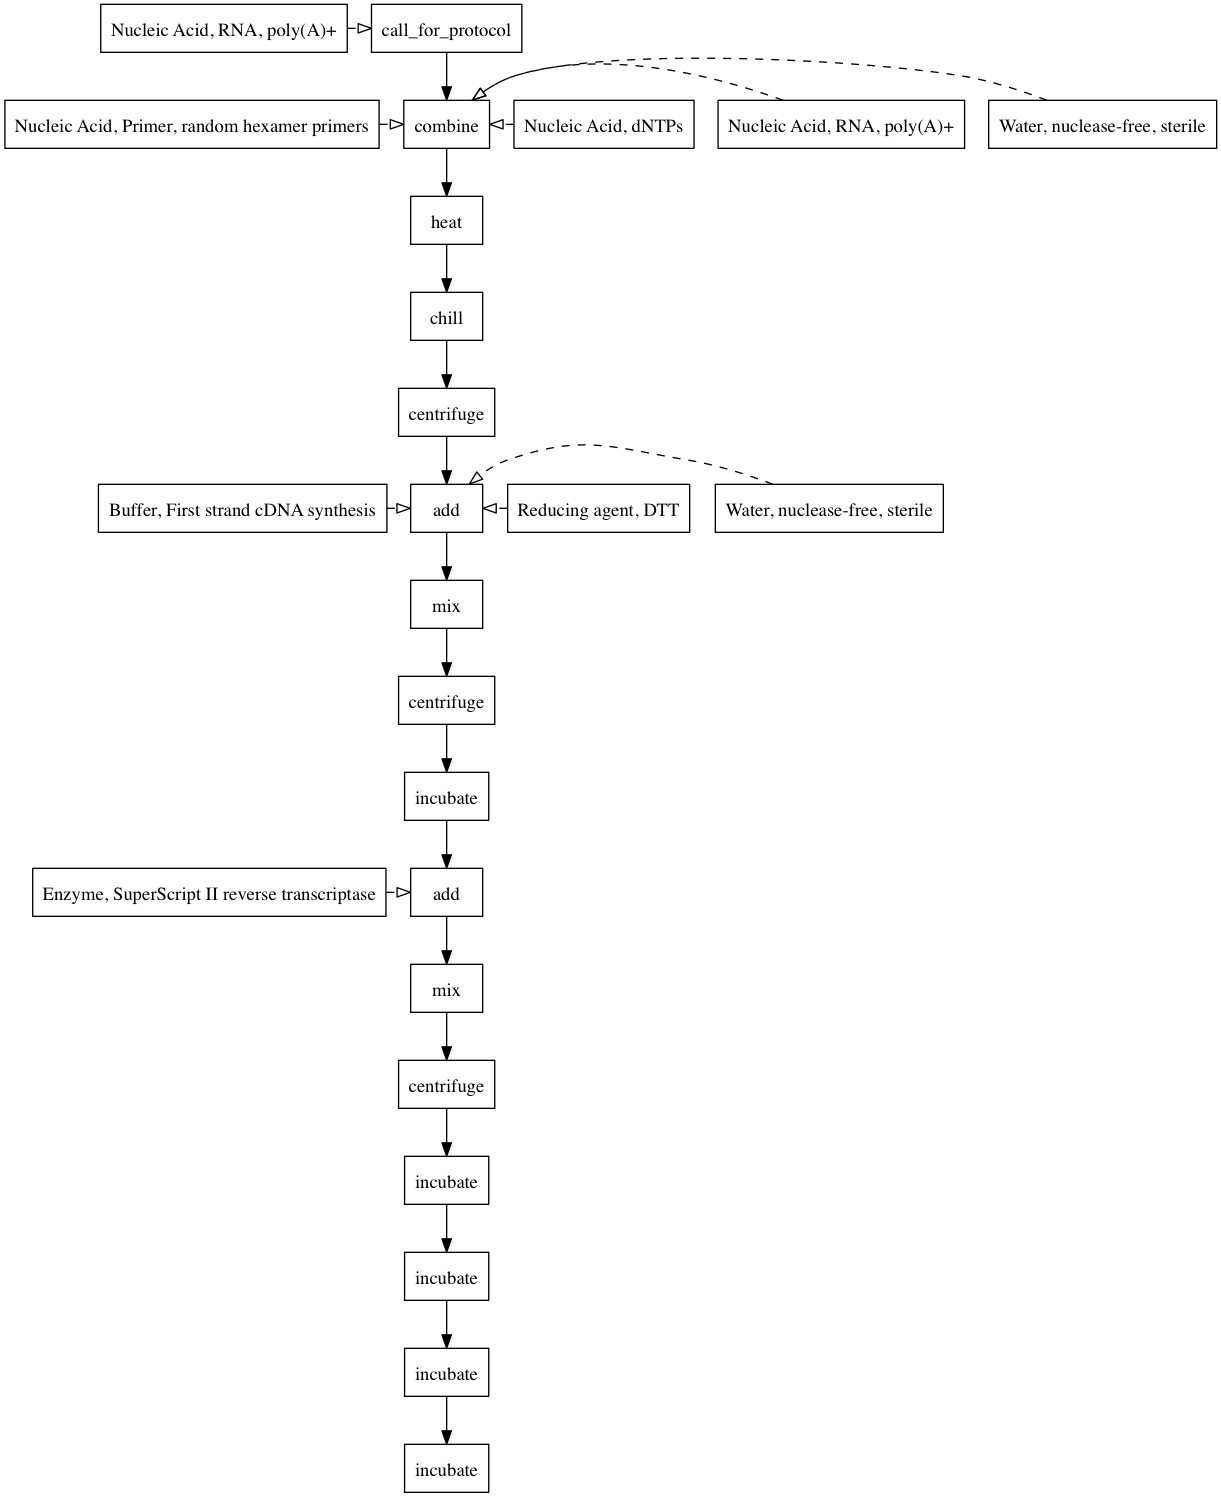 Nucleic Acid, RNA, poly(A)+
call_for_protocol
Nucleic Acid, Primer, random hexamer primers
combine
Nucleic Acid, dNTPs
Nucleic Acid, RNA, poly(A)+
Water, nuclease-free, sterile
heat
chill
centrifuge
Buffer, First strand cDNA synthesis
add
Reducing agent, DTT
Water, nuclease-free, sterile
mix
centrifuge
incubate
Enzyme, SuperScript II reverse transcriptase
add
mix
centrifuge
incubate
incubate
incubate
incubate